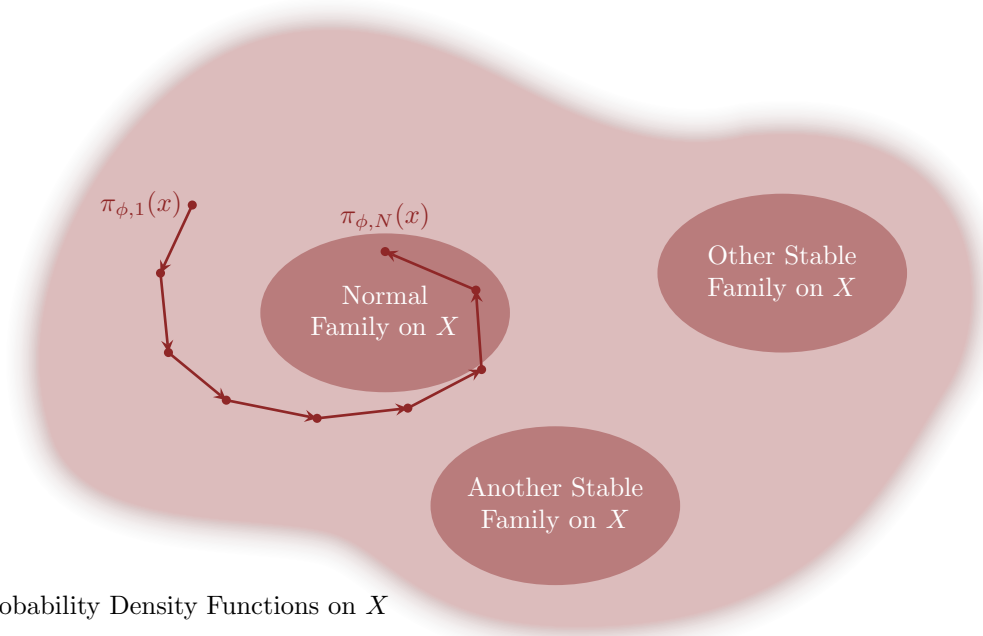 π_{ϕ,1}(x)
π_{ϕ,N}(x)
Normal
Family on X
Other Stable
Family on X
Another Stable
Family on X
obability Density Functions on X